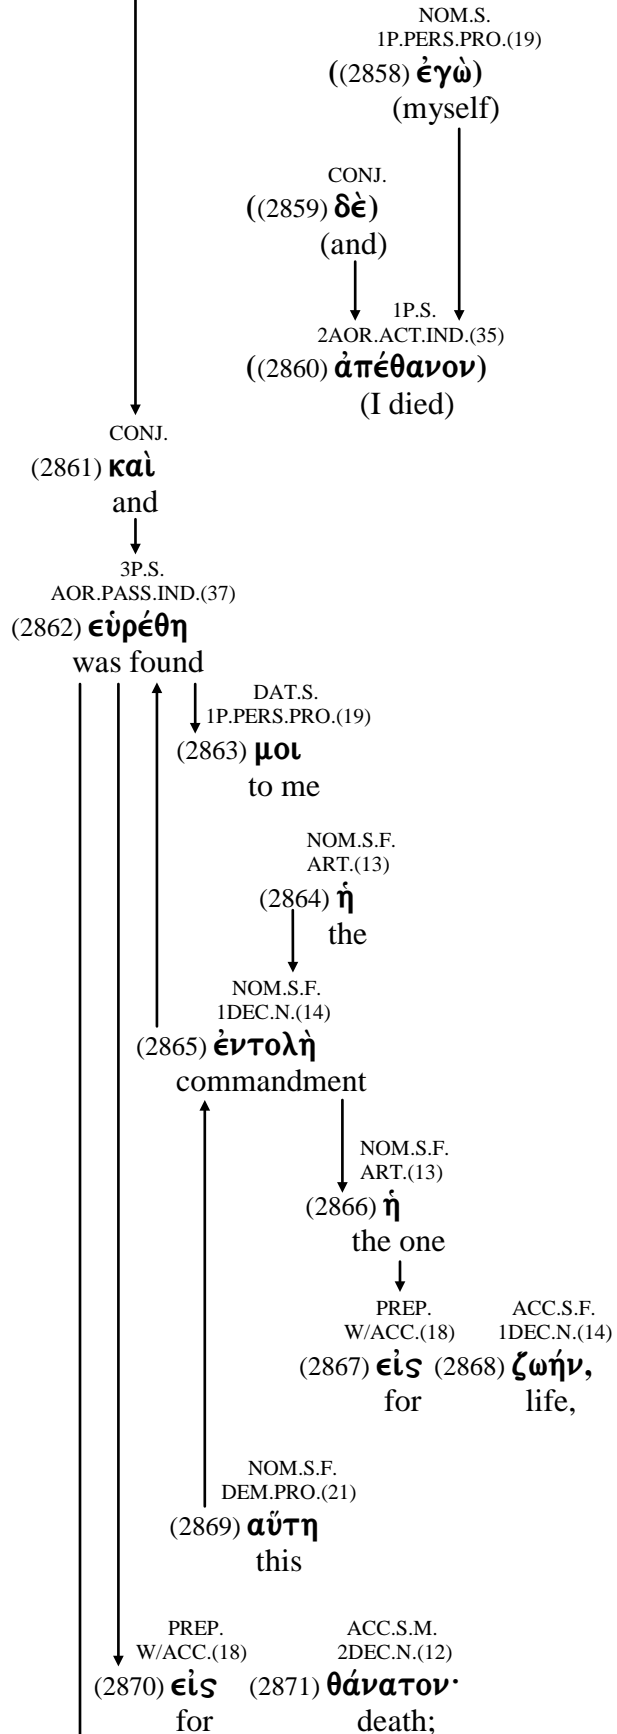 NOM.S.
1P.PERS.PRO.(19)
((2858) ἐγὼ)
(myself)
CONJ.
((2859) δὲ)
(and)
1P.S.
2AOR.ACT.IND.(35)
((2860) ἀπέθανον)
(I died)
CONJ.
(2861) καὶ
and
3P.S.
AOR.PASS.IND.(37)
(2862) εὑρέθη
was found
DAT.S.
1P.PERS.PRO.(19)
(2863) μοι
to me
NOM.S.F.
ART.(13)
(2864) ἡ
the
NOM.S.F.
1DEC.N.(14)
(2865) ἐντολὴ
commandment
NOM.S.F.
ART.(13)
(2866) ἡ
the one
PREP. ACC.S.F.
W/ACC.(18) 1DEC.N.(14)
(2867) εἰς (2868) ζωήν,
for life,
NOM.S.F.
DEM.PRO.(21)
(2869) αὕτη
this
PREP. ACC.S.M.
W/ACC.(18) 2DEC.N.(12)
(2870) εἰς (2871) θάνατον·
for death;